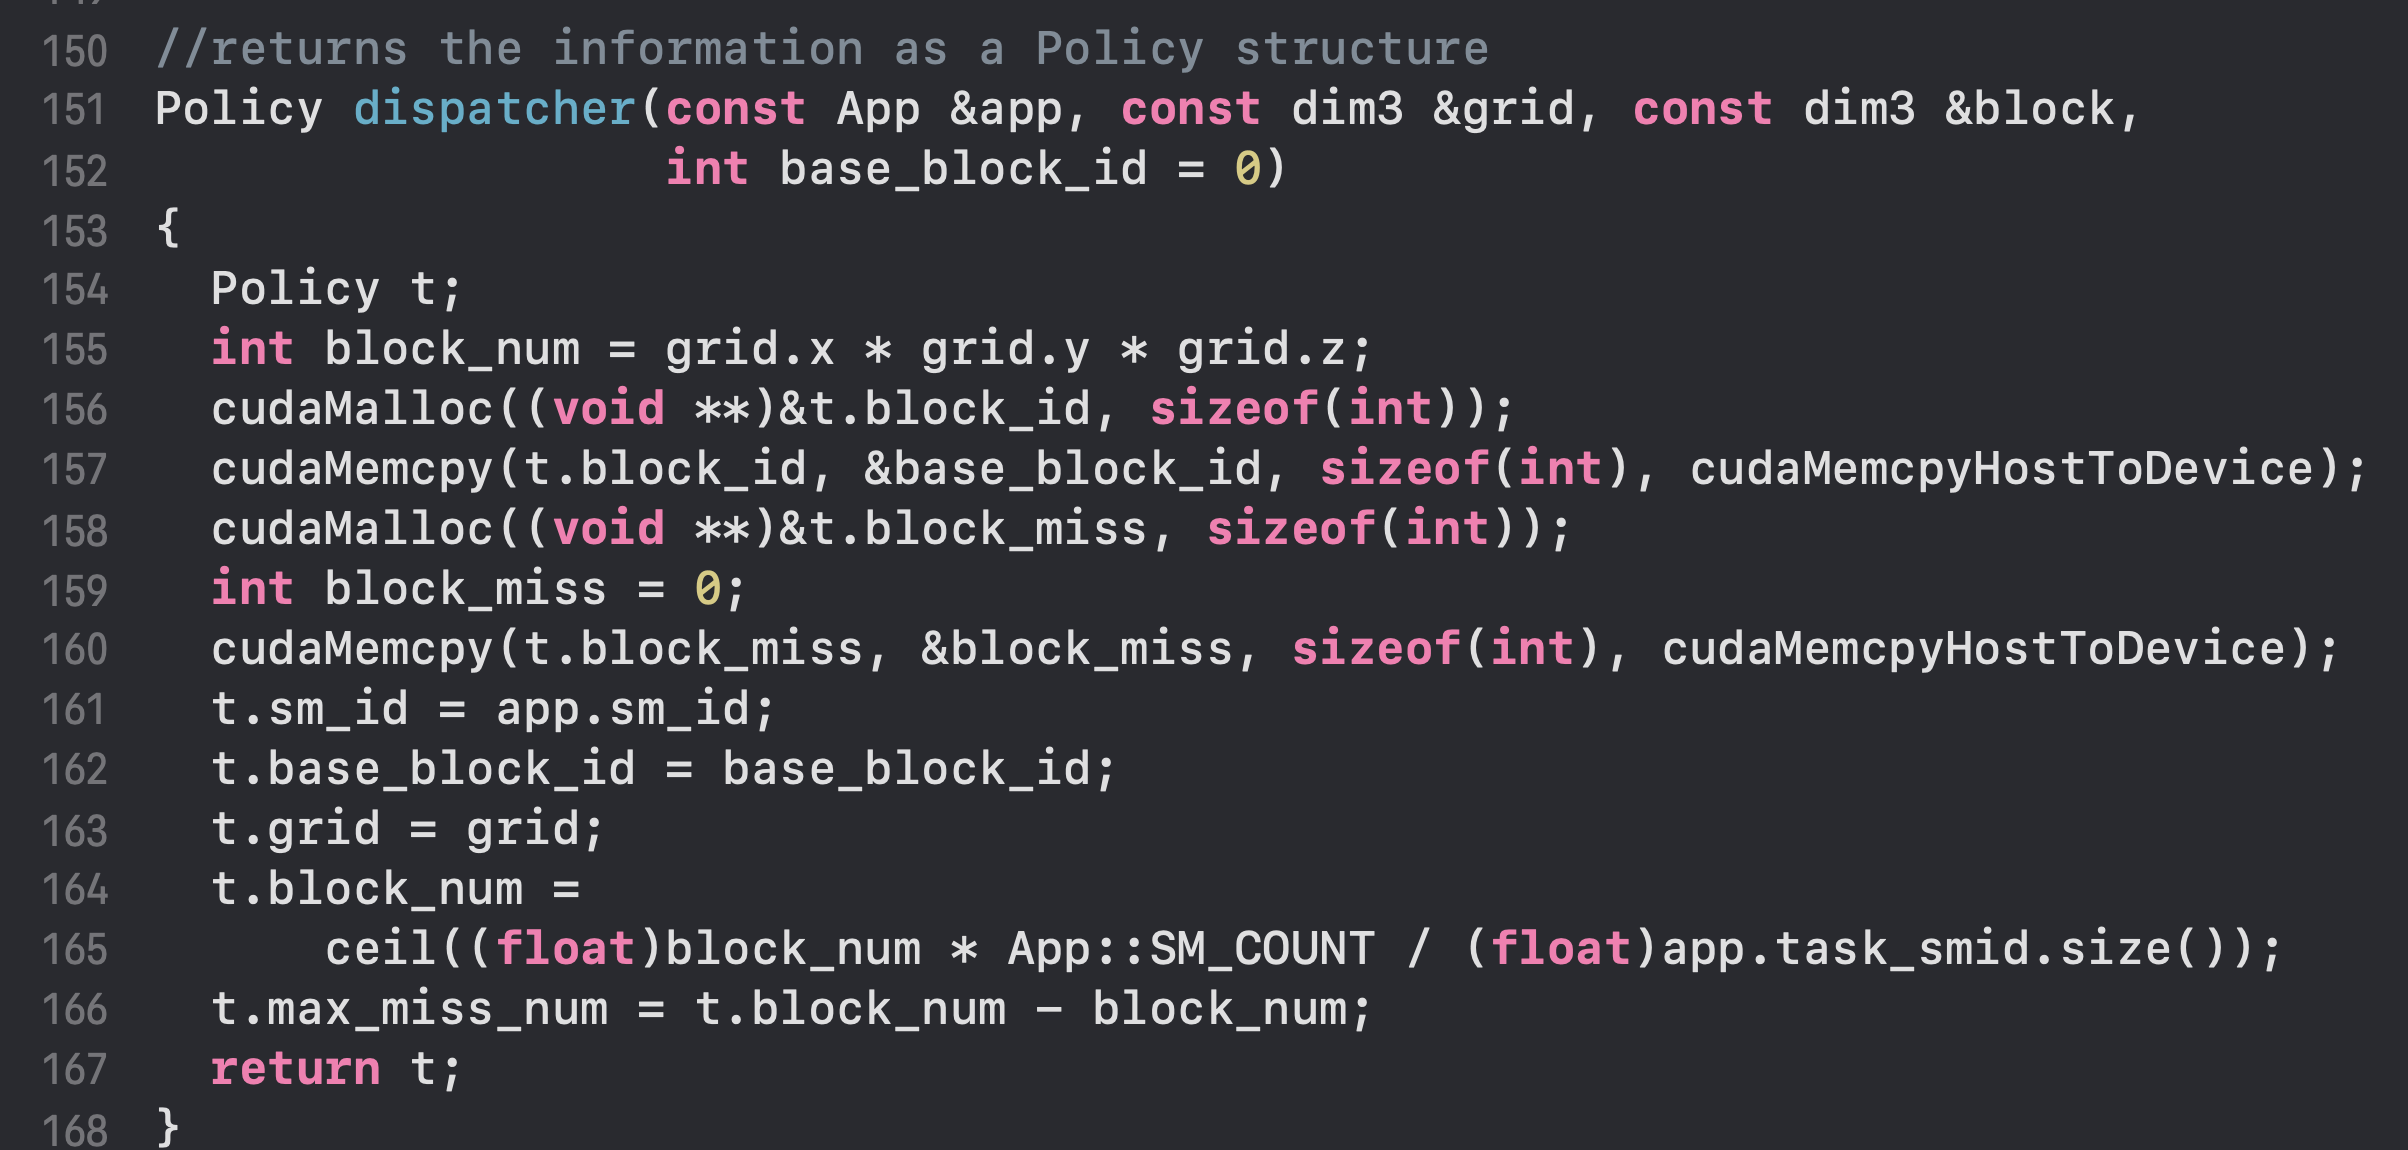 150 //returns the information as a Policy structure
151 Policy dispatcher(const App &app, const dim3 &grid, const dim3 &block,
152                   int base_block_id = 0)
153 {
154   Policy t;
155   int block_num = grid.x * grid.y * grid.z;
156   cudaMalloc((void **)&t.block_id, sizeof(int));
157   cudaMemcpy(t.block_id, &base_block_id, sizeof(int), cudaMemcpyHostToDevice);
158   cudaMalloc((void **)&t.block_miss, sizeof(int));
159   int block_miss = 0;
160   cudaMemcpy(t.block_miss, &block_miss, sizeof(int), cudaMemcpyHostToDevice);
161   t.sm_id = app.sm_id;
162   t.base_block_id = base_block_id;
163   t.grid = grid;
164   t.block_num =
165       ceil((float)block_num * App::SM_COUNT / (float)app.task_smid.size());
166   t.max_miss_num = t.block_num - block_num;
167   return t;
168 }